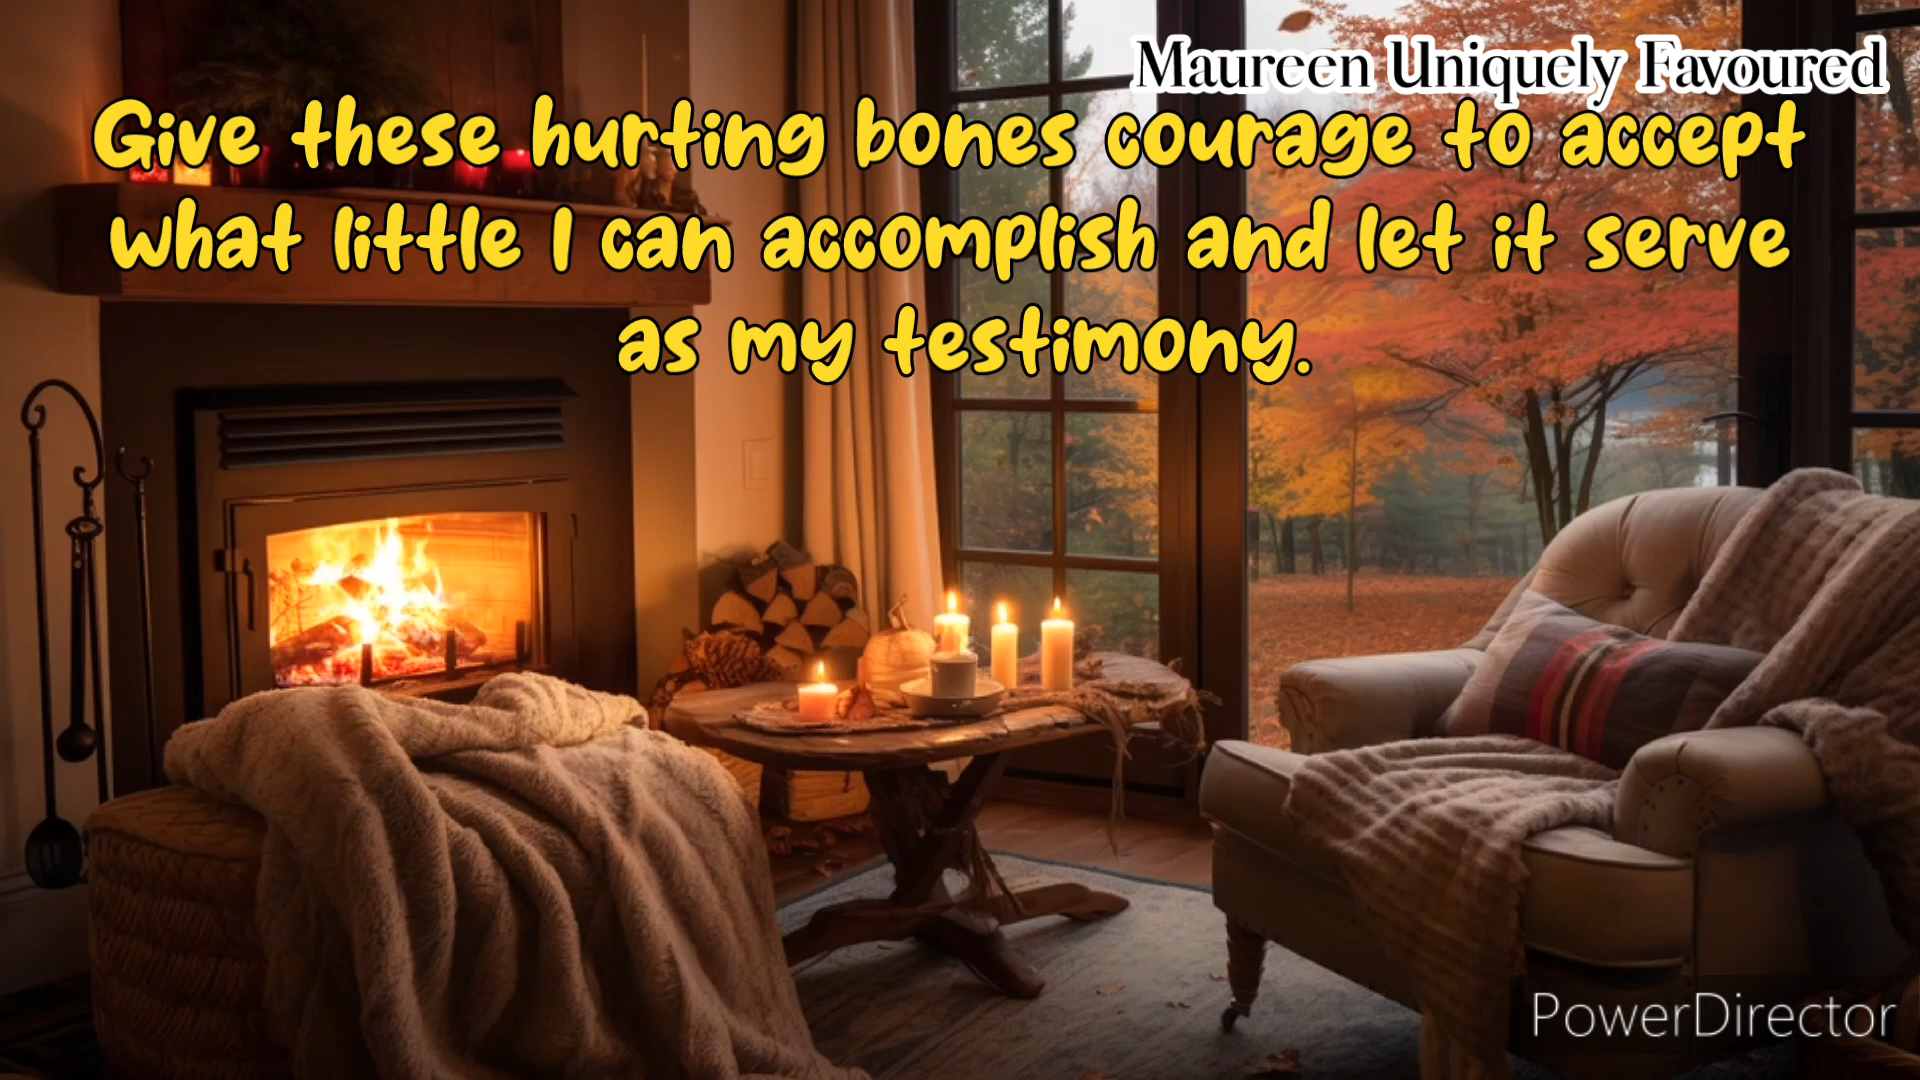 Maureen Uniquely Favoured
Give these hurting bones courage to accept
what little I can accomplish and let it serve
as my testimony.
PowerDirector